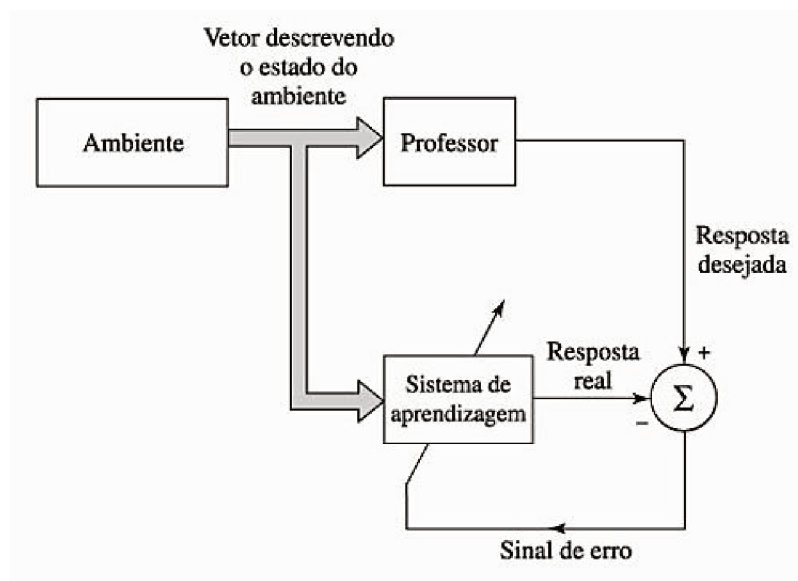 Vetor descrevendo
o estado do
ambiente
Ambiente
Professor
Resposta
desejada
+
Resposta
real
Sistema de
aprendizagem
Σ
−
Sinal de erro